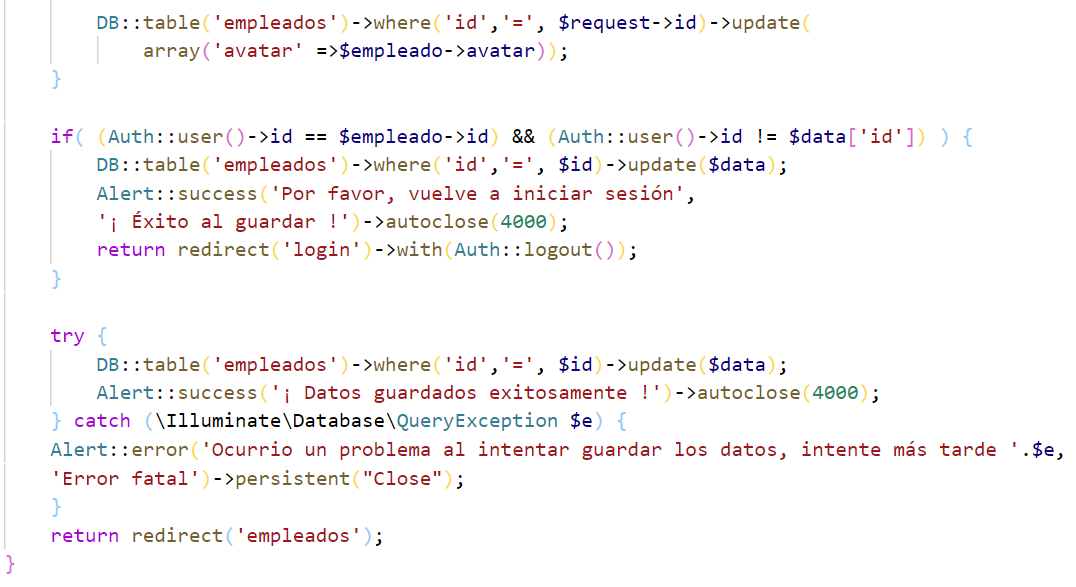 DB::table('empleados')->where('id','=', $request->id)->update(
array('avatar' =>$empleado->avatar));
}
if( (Auth::user()->id == $empleado->id) && (Auth::user()->id != $data['id']) ) {
DB::table('empleados')->where('id','=', $id)->update($data);
Alert::success('Por favor, vuelve a iniciar sesión',
'¡ Éxito al guardar !')->autoclose(4000);
return redirect('login')->with(Auth::logout());
}
try {
DB::table('empleados')->where('id','=', $id)->update($data);
Alert::success('¡ Datos guardados exitosamente !')->autoclose(4000);
} catch (\Illuminate\Database\QueryException $e) {
Alert::error('Ocurrio un problema al intentar guardar los datos, intente más tarde '.$e,
'Error fatal')->persistent("Close");
}
return redirect('empleados');
}